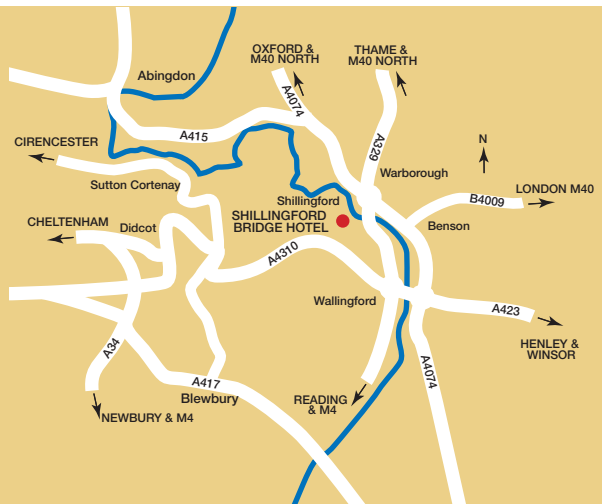 OXFORD &
M40 NORTH
THAME &
M40 NORTH
Abingdon
A4074
A415
A329
N
CIRENCESTER
Warborough
Sutton Cortenay
B4009
LONDON M40
Shillingford
CHELTENHAM
Didcot
SHILLINGFORD
BRIDGE HOTEL
Benson
A4310
Wallingford
A423
HENLEY &
WINSOR
A34
A4074
A417
Blewbury
READING
& M4
NEWBURY & M4